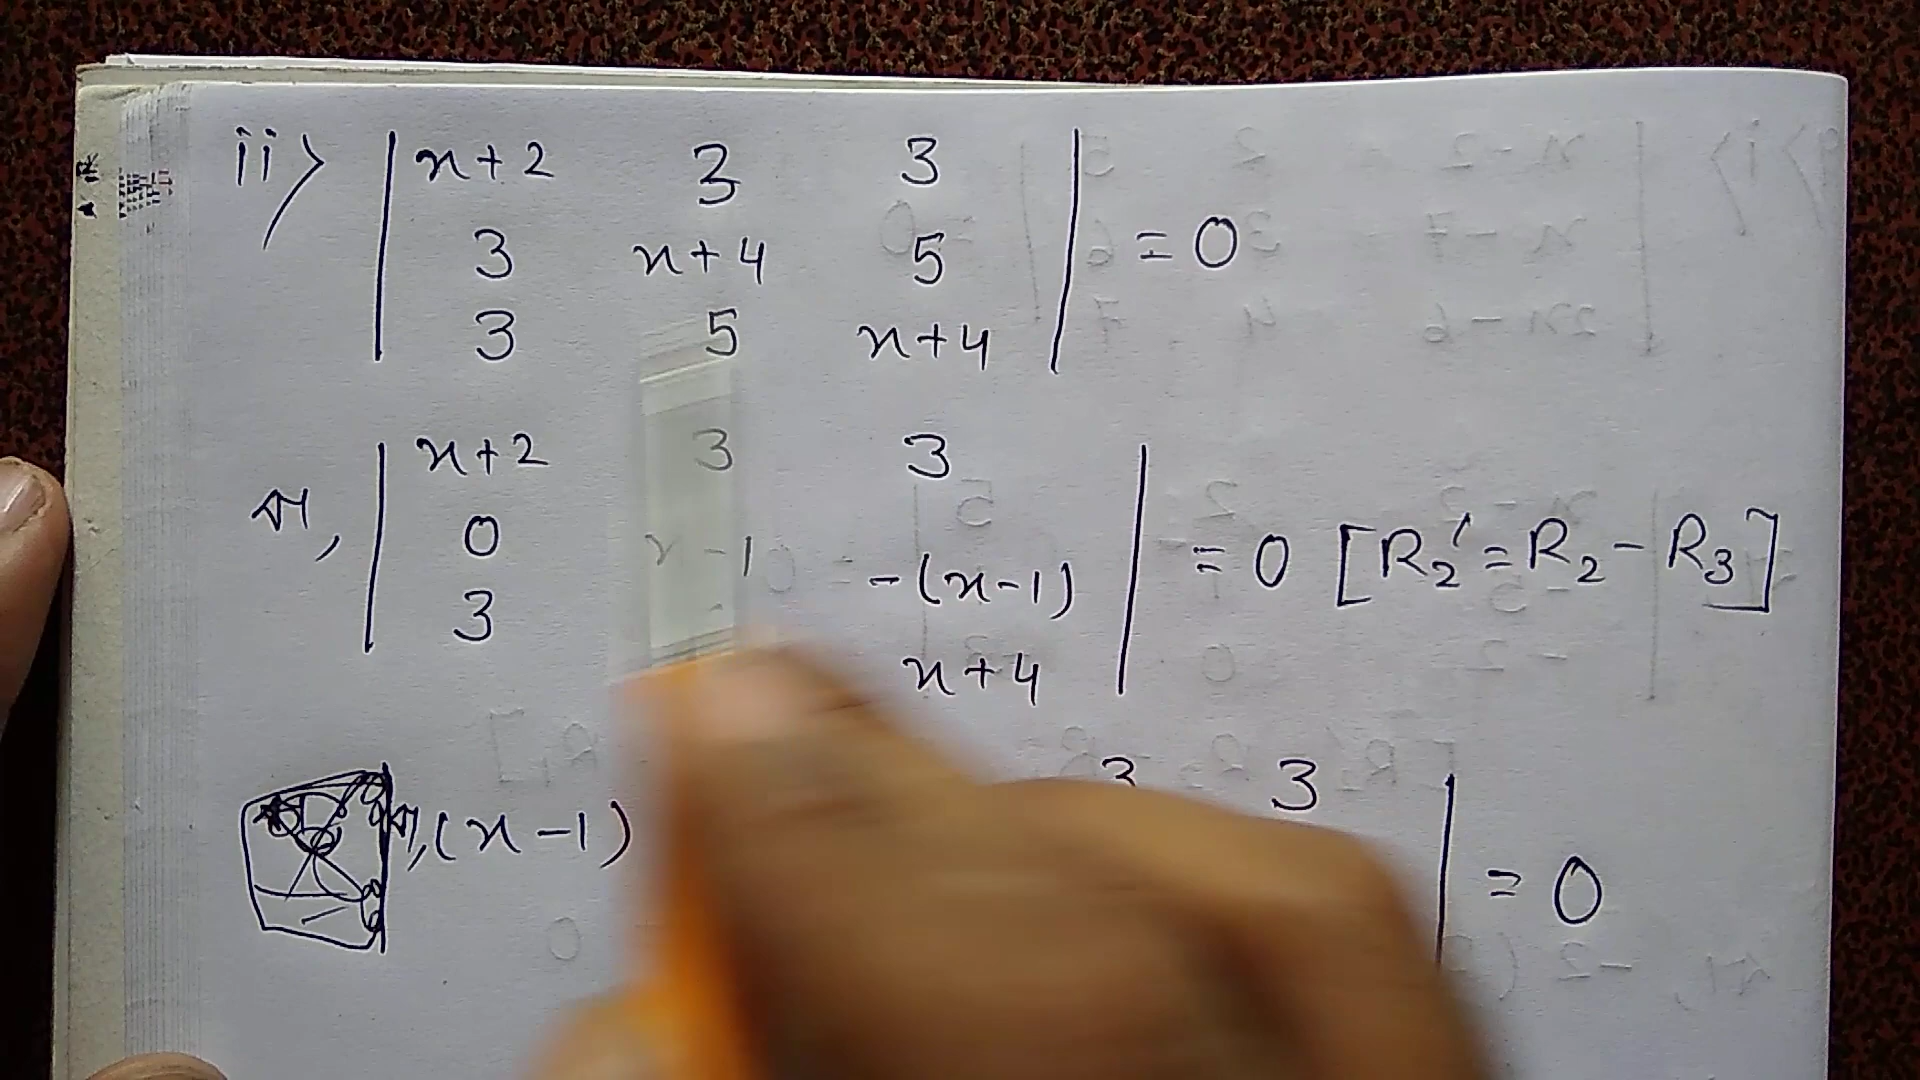 ii> | x+2 3 3 |
| 3 x+4 5 | = 0
| 3 5 x+4 |
বা, | x+2 3 3 |
| 0 x-1 -(x-1) | = 0 [R₂′ = R₂ - R₃]
| 3 x+4 |
বা, (x-1) 3 3 | = 0